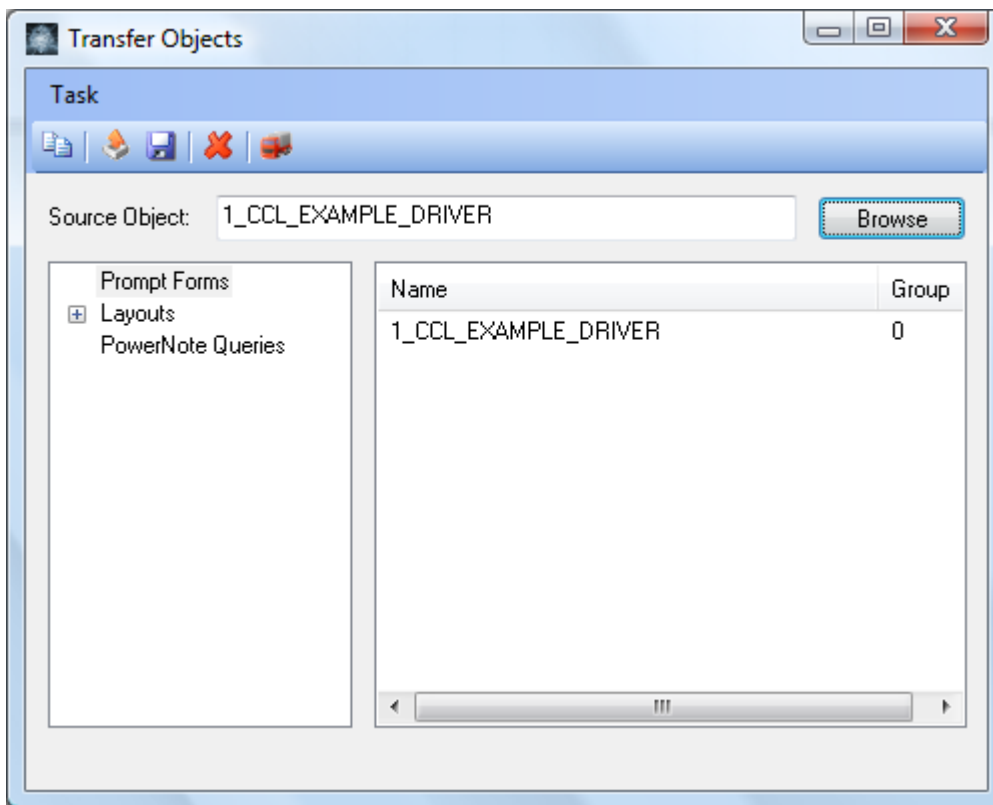 Transfer Objects
Task
Source Object: 1_CCL_EXAMPLE_DRIVER Browse
Prompt Forms
Layouts
PowerNote Queries
Name Group
1_CCL_EXAMPLE_DRIVER 0